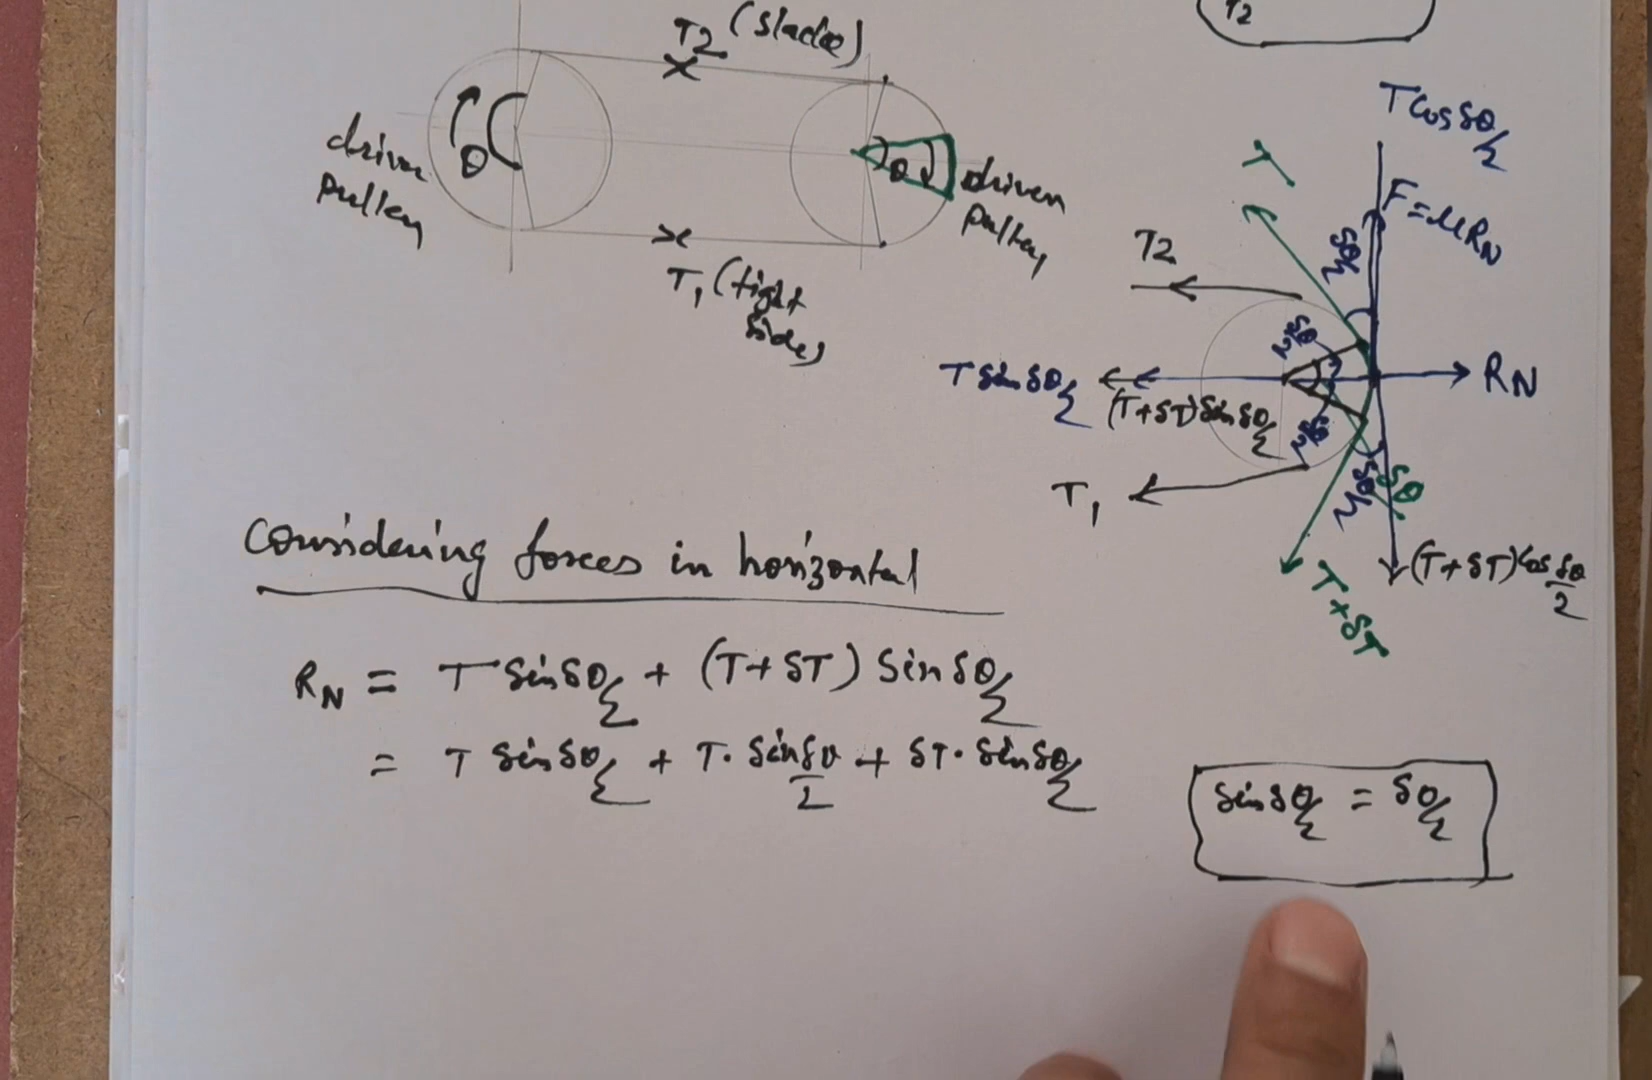 T2
T2 (slack)
driver
pulley
θ
θ
driven
pulley
T1 (tight
side)
T cos δθ/2
F = μRN
T
δθ/2
T2
δθ/2
T sin δθ/2
(T+δT) sin δθ/2
RN
δθ/2
T1
δθ/2
δθ
(T+δT) cos δθ/2
T+δT
Considering forces in horizontal
RN = T sin δθ/2 + (T+δT) sin δθ/2
= T sin δθ/2 + T. sin δθ/2 + δT. sin δθ/2
sin δθ/2 = δθ/2